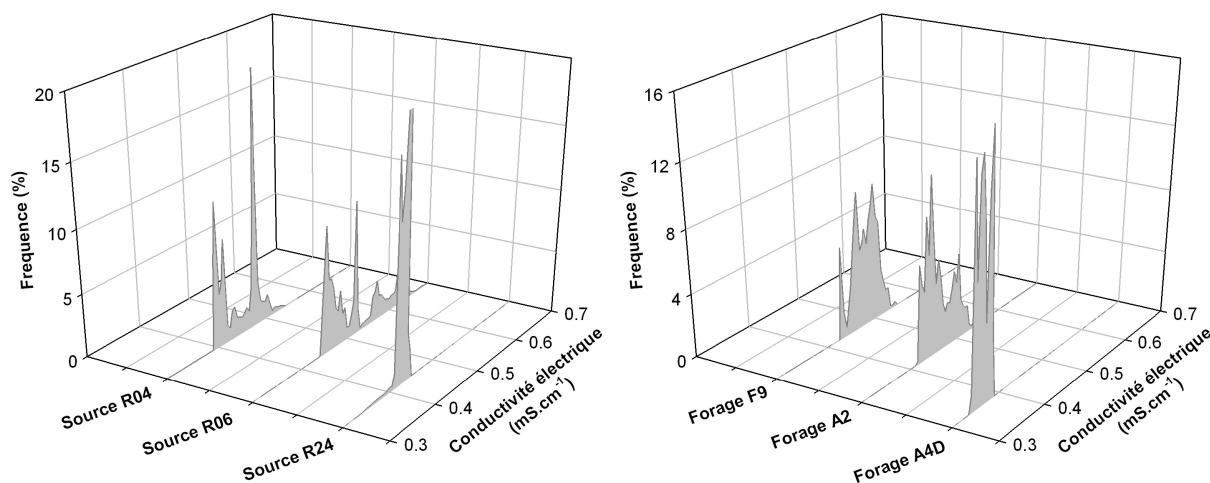 20
15
10
5
0
Frequence (%)
Source R04
Source R06
Source R24
0.3
0.4
0.5
0.6
0.7
Conductivité électrique
(mS.cm-1)
16
12
8
4
0
Frequence (%)
Forage F9
Forage A2
Forage A4D
0.3
0.4
0.5
0.6
0.7
Conductivité électrique
(mS.cm-1)